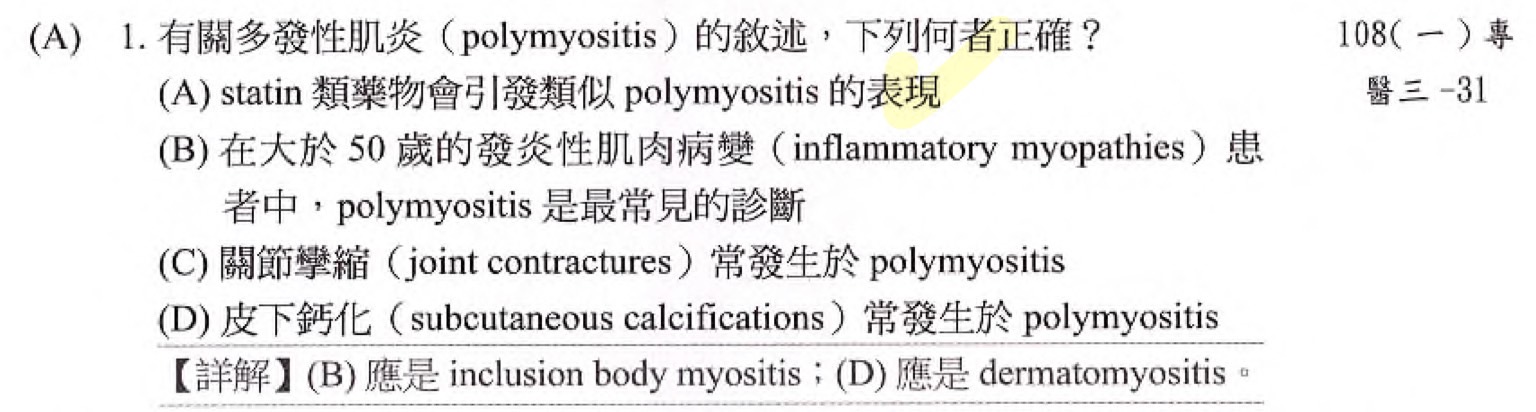 (A) 1. 有關多發性肌炎（polymyositis）的敘述，下列何者正確？ 108(一)專
(A) statin 類藥物會引發類似 polymyositis 的表現 醫三-31
(B) 在大於 50 歲的發炎性肌肉病變（inflammatory myopathies）患
者中，polymyositis 是最常見的診斷
(C) 關節攣縮（joint contractures）常發生於 polymyositis
(D) 皮下鈣化（subcutaneous calcifications）常發生於 polymyositis
【詳解】(B) 應是 inclusion body myositis；(D) 應是 dermatomyositis。